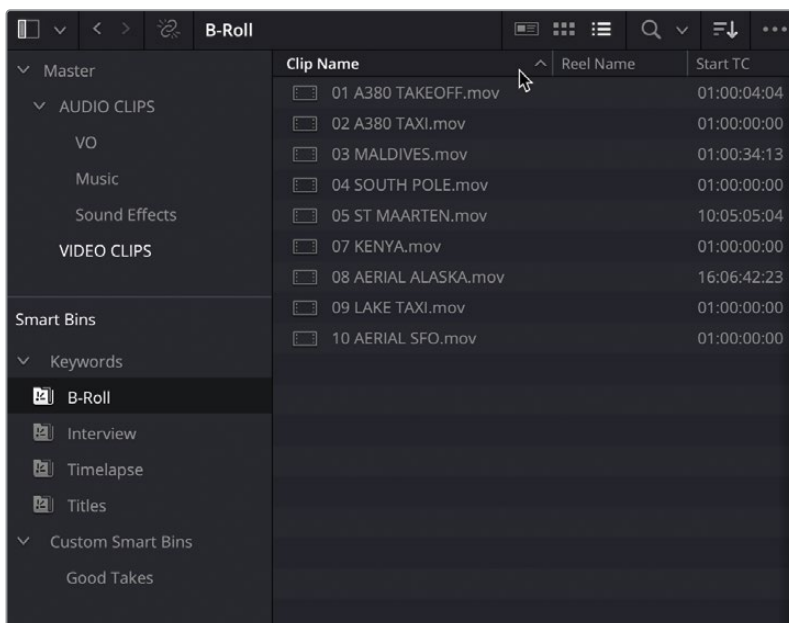 B-Roll
Master
AUDIO CLIPS
VO
Music
Sound Effects
VIDEO CLIPS
Smart Bins
Keywords
B-Roll
Interview
Timelapse
Titles
Custom Smart Bins
Good Takes
Clip Name Reel Name Start TC
01 A380 TAKEOFF.mov 01:00:04:04
02 A380 TAXI.mov 01:00:00:00
03 MALDIVES.mov 01:00:34:13
04 SOUTH POLE.mov 01:00:00:00
05 ST MAARTEN.mov 10:05:05:04
07 KENYA.mov 01:00:00:00
08 AERIAL ALASKA.mov 16:06:42:23
09 LAKE TAXI.mov 01:00:00:00
10 AERIAL SFO.mov 01:00:00:00